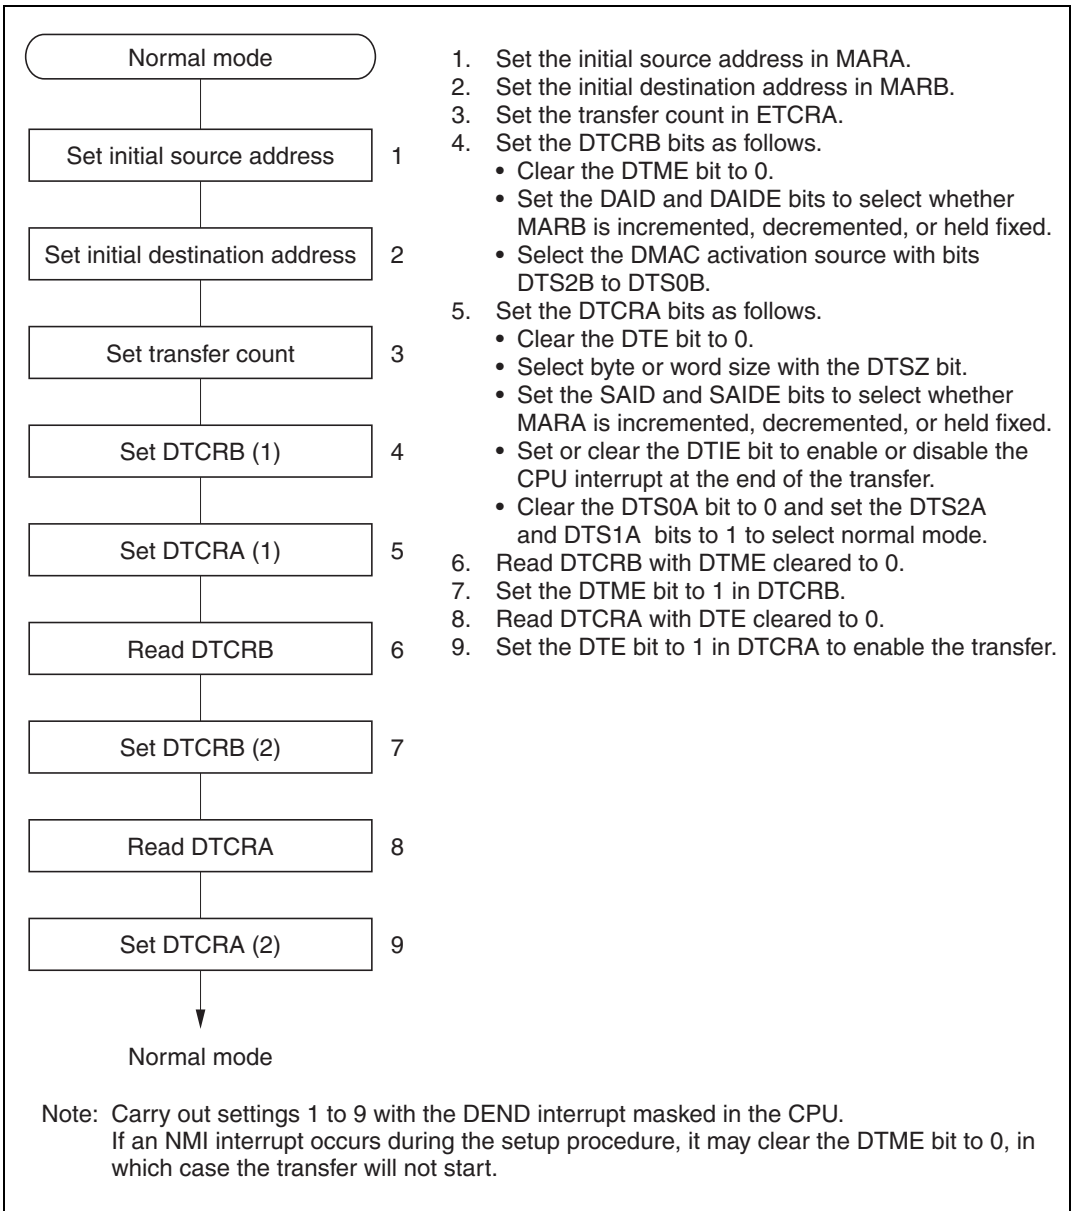 Normal mode
Set initial source address 1
Set initial destination address 2
Set transfer count 3
Set DTCRB (1) 4
Set DTCRA (1) 5
Read DTCRB 6
Set DTCRB (2) 7
Read DTCRA 8
Set DTCRA (2) 9
Normal mode
1. Set the initial source address in MARA.
2. Set the initial destination address in MARB.
3. Set the transfer count in ETCRA.
4. Set the DTCRB bits as follows.
• Clear the DTME bit to 0.
• Set the DAID and DAIDE bits to select whether
MARB is incremented, decremented, or held fixed.
• Select the DMAC activation source with bits
DTS2B to DTS0B.
5. Set the DTCRA bits as follows.
• Clear the DTE bit to 0.
• Select byte or word size with the DTSZ bit.
• Set the SAID and SAIDE bits to select whether
MARA is incremented, decremented, or held fixed.
• Set or clear the DTIE bit to enable or disable the
CPU interrupt at the end of the transfer.
• Clear the DTS0A bit to 0 and set the DTS2A
and DTS1A bits to 1 to select normal mode.
6. Read DTCRB with DTME cleared to 0.
7. Set the DTME bit to 1 in DTCRB.
8. Read DTCRA with DTE cleared to 0.
9. Set the DTE bit to 1 in DTCRA to enable the transfer.
Note: Carry out settings 1 to 9 with the DEND interrupt masked in the CPU.
If an NMI interrupt occurs during the setup procedure, it may clear the DTME bit to 0, in
which case the transfer will not start.